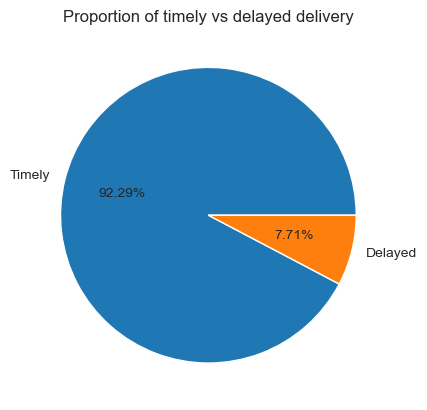 Proportion of timely vs delayed delivery
Timely
92.29%
7.71%
Delayed